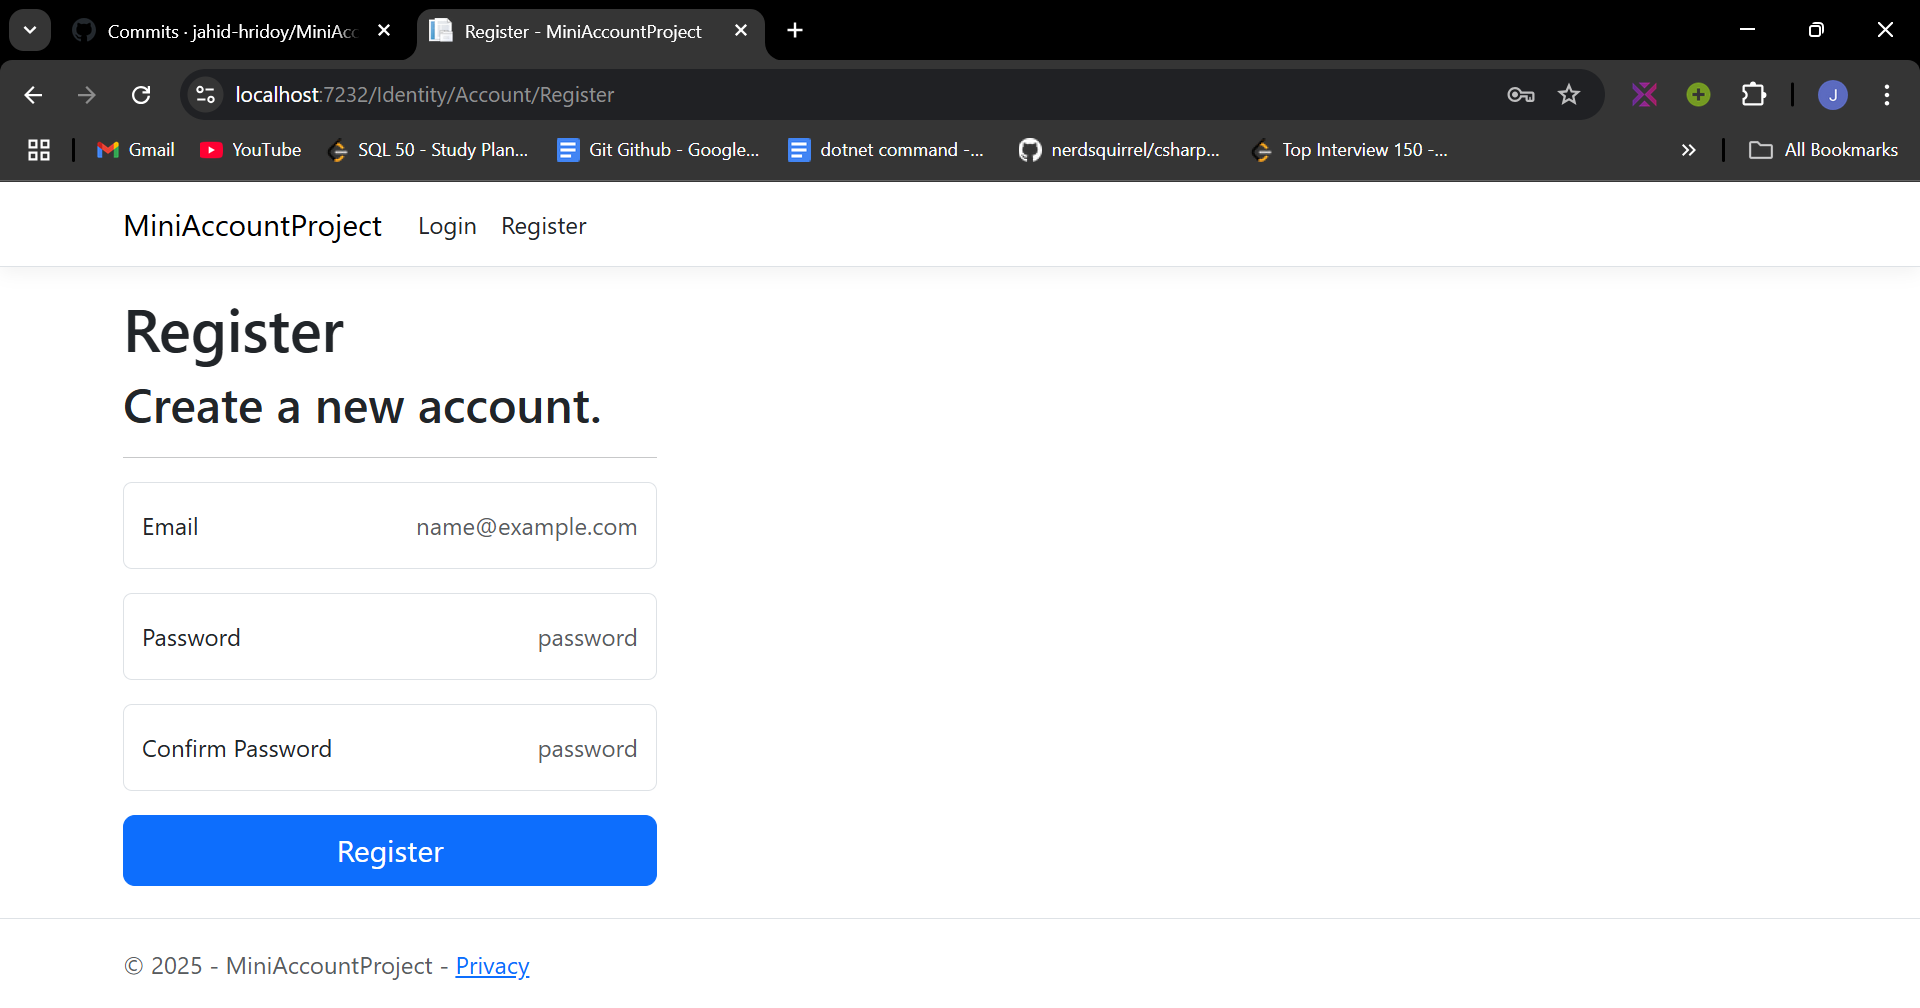 Commits · jahid-hridoy/MiniAcc
Register - MiniAccountProject
localhost:7232/Identity/Account/Register
J
Gmail
YouTube
SQL 50 - Study Plan...
Git Github - Google...
dotnet command -...
nerdsquirrel/csharp...
Top Interview 150 -...
All Bookmarks
MiniAccountProject Login Register
Register
Create a new account.
Email name@example.com
Password password
Confirm Password password
Register
© 2025 - MiniAccountProject - Privacy